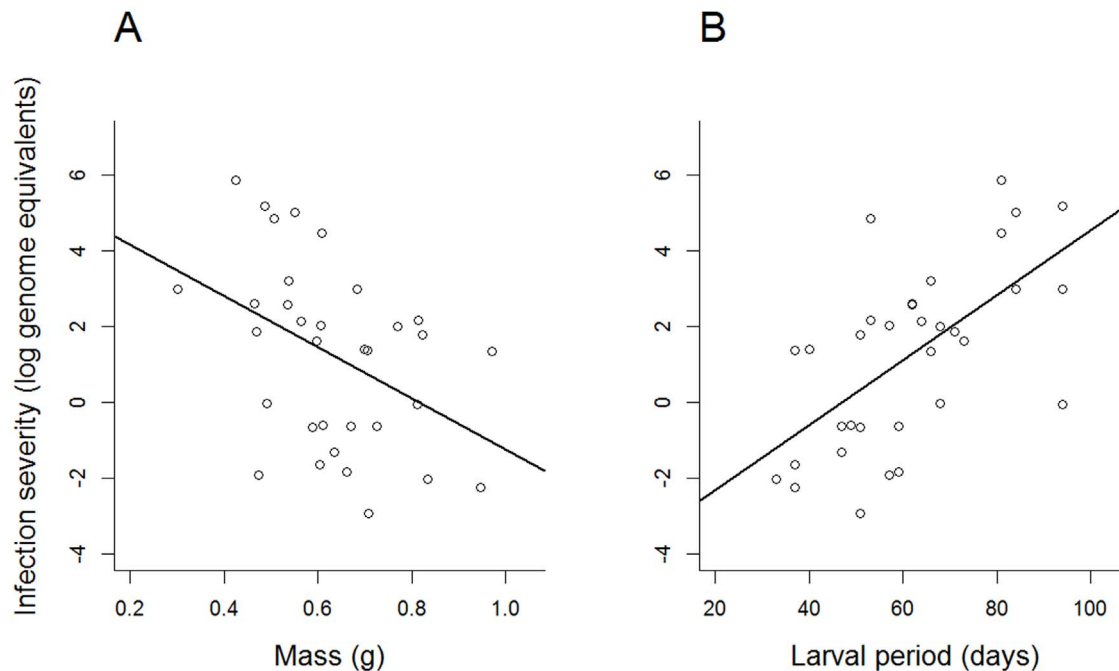 A
B
Infection severity (log genome equivalents)
6
4
2
0
-2
-4
0.2 0.4 0.6 0.8 1.0
Mass (g)
6
4
2
0
-2
-4
20 40 60 80 100
Larval period (days)